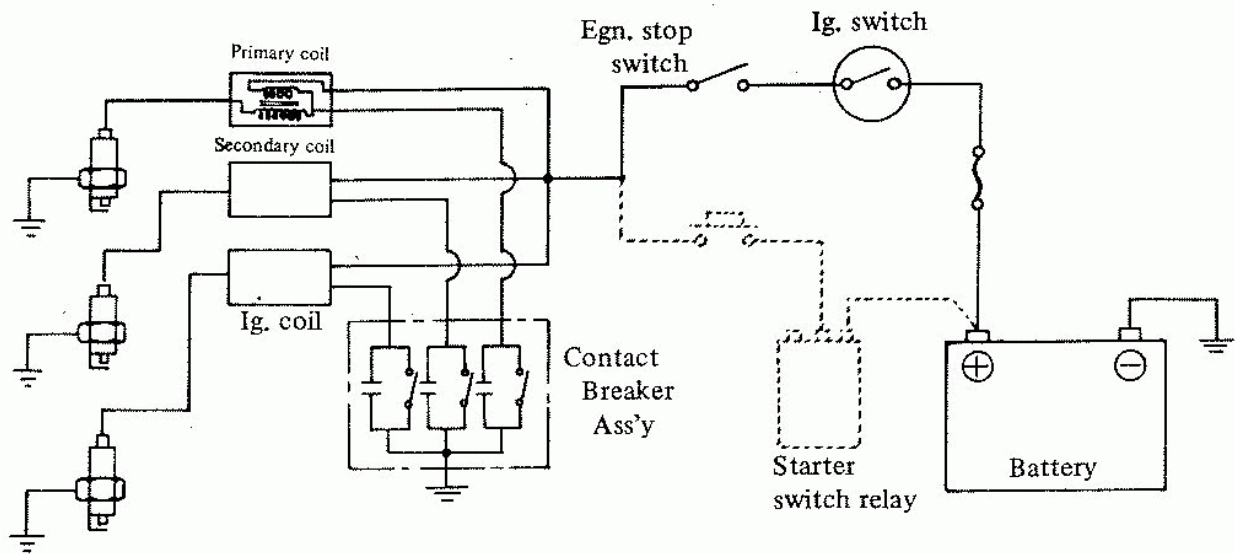 Primary coil
Secondary coil
Ig. coil
Egn. stop
switch
Ig. switch
Contact
Breaker
Ass'y
Starter
switch relay
+
−
Battery